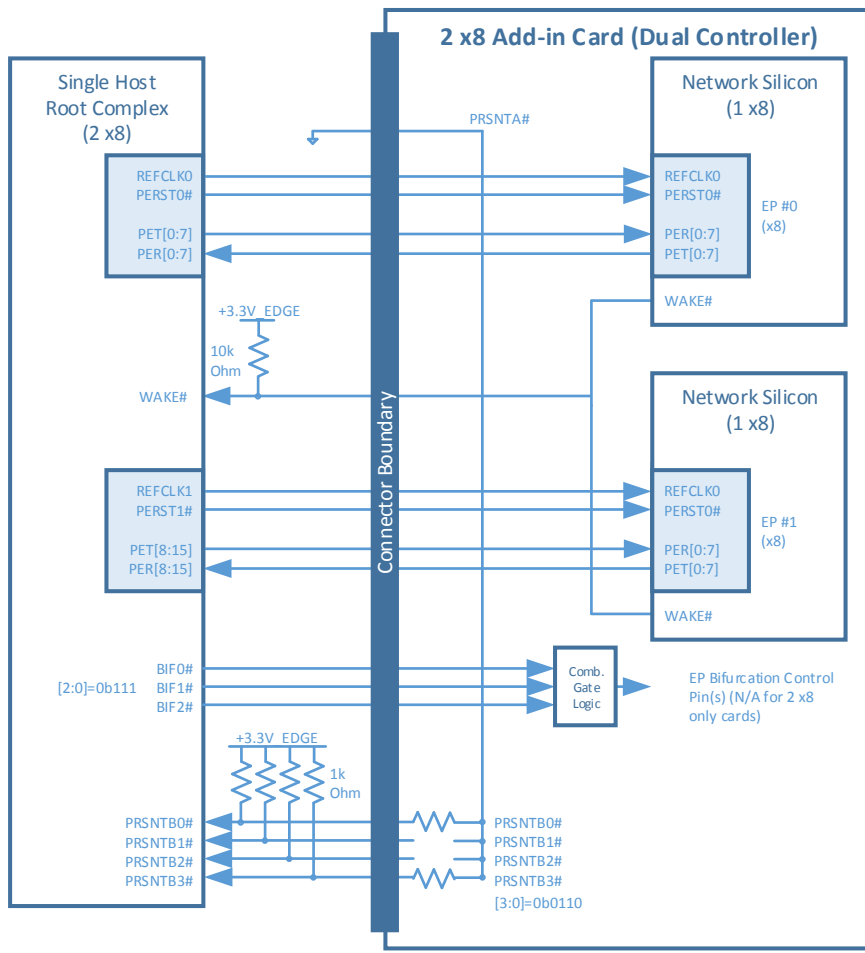 2 x8 Add-in Card (Dual Controller)
Single Host
Root Complex
(2 x8)
Network Silicon
(1 x8)
PRSNTA#
REFCLK0
PERST0#
PET[0:7]
PER[0:7]
REFCLK0
PERST0#
PER[0:7]
PET[0:7]
EP #0
(x8)
WAKE#
+3.3V_EDGE
10k
Ohm
WAKE#
Connector Boundary
Network Silicon
(1 x8)
REFCLK1
PERST1#
PET[8:15]
PER[8:15]
REFCLK0
PERST0#
PER[0:7]
PET[0:7]
EP #1
(x8)
WAKE#
BIF0#
[2:0]=0b111 BIF1#
BIF2#
Comb.
Gate
Logic
EP Bifurcation Control
Pin(s) (N/A for 2 x8
only cards)
+3.3V_EDGE
1k
Ohm
PRSNTB0#
PRSNTB1#
PRSNTB2#
PRSNTB3#
PRSNTB0#
PRSNTB1#
PRSNTB2#
PRSNTB3#
[3:0]=0b0110